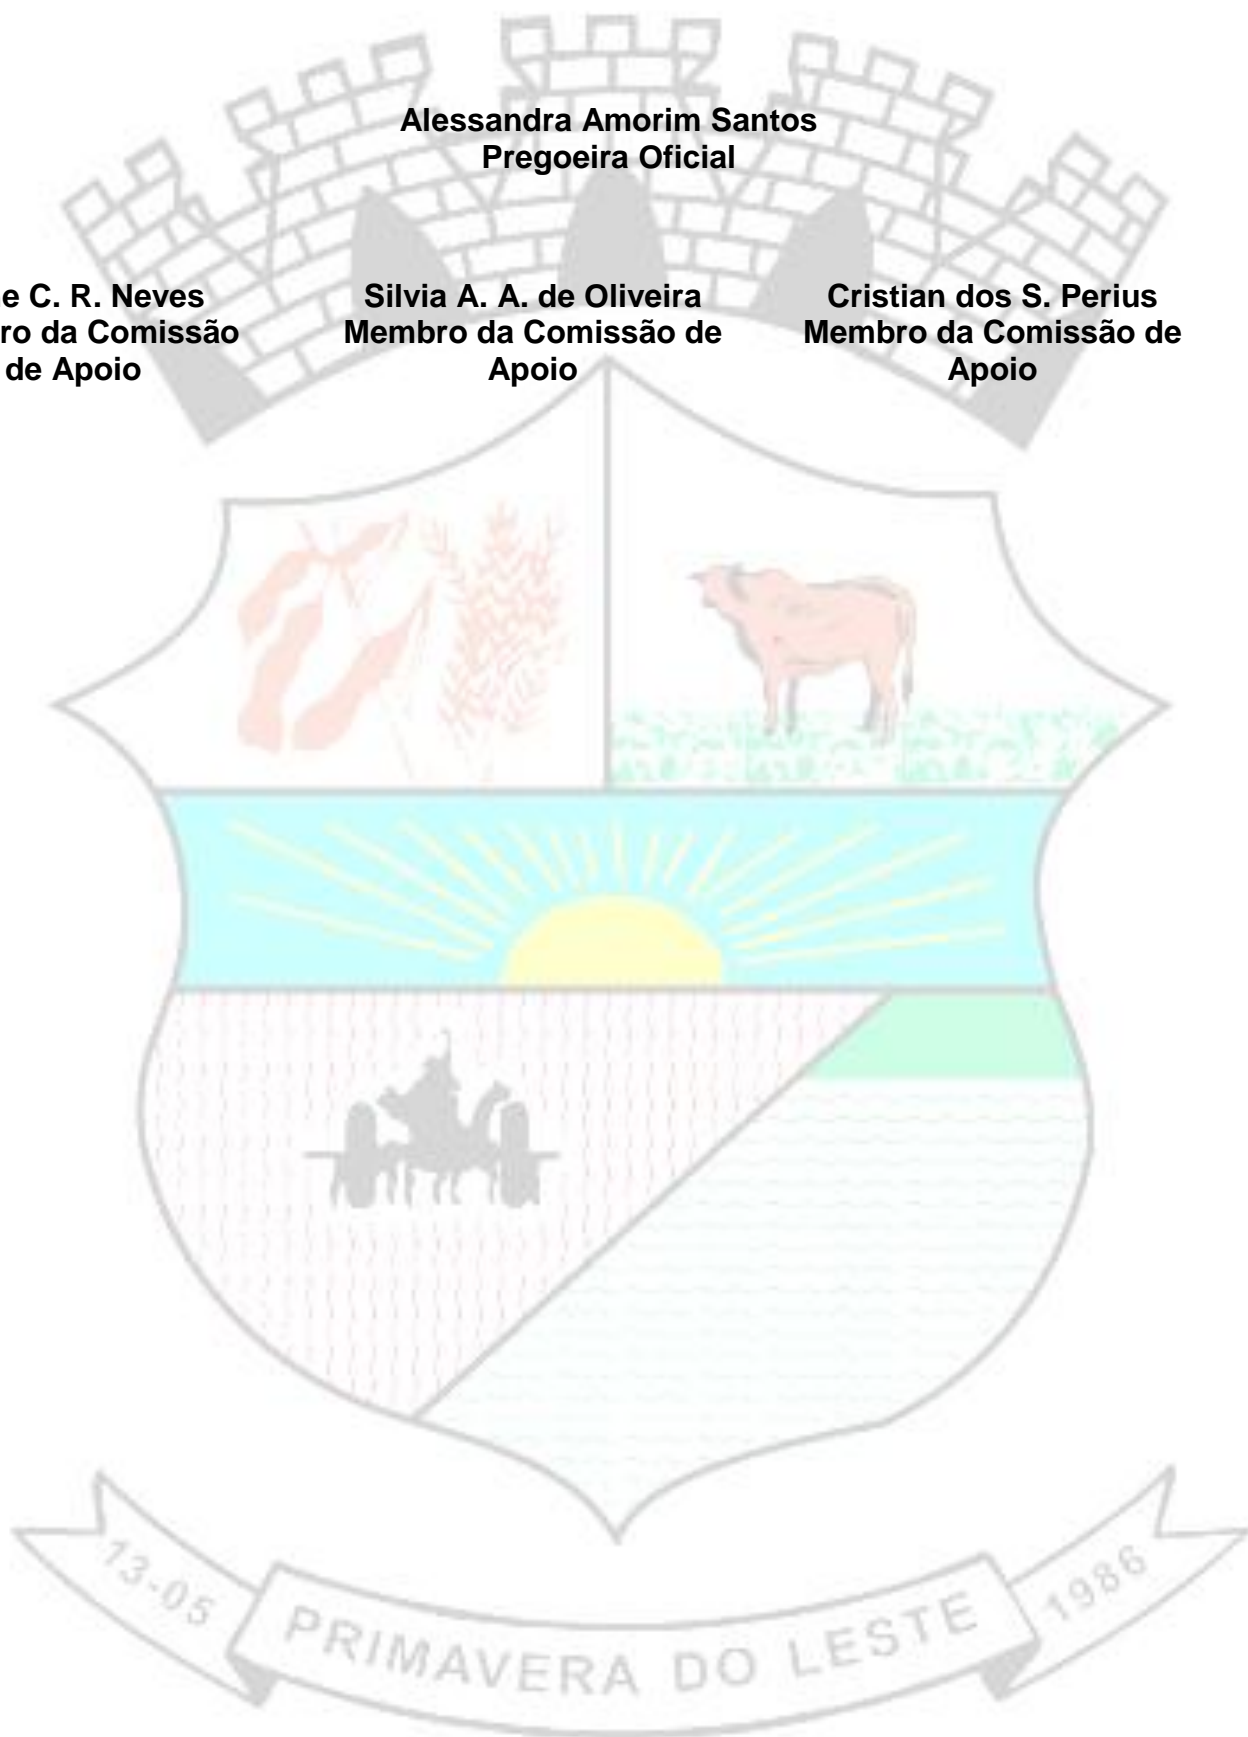 Alessandra Amorim Santos
Pregoeira Oficial
e C. R. Neves
ro da Comissão
de Apoio
Silvia A. A. de Oliveira
Membro da Comissão de
Apoio
Cristian dos S. Perius
Membro da Comissão de
Apoio
13-05
PRIMAVERA DO LESTE
1986